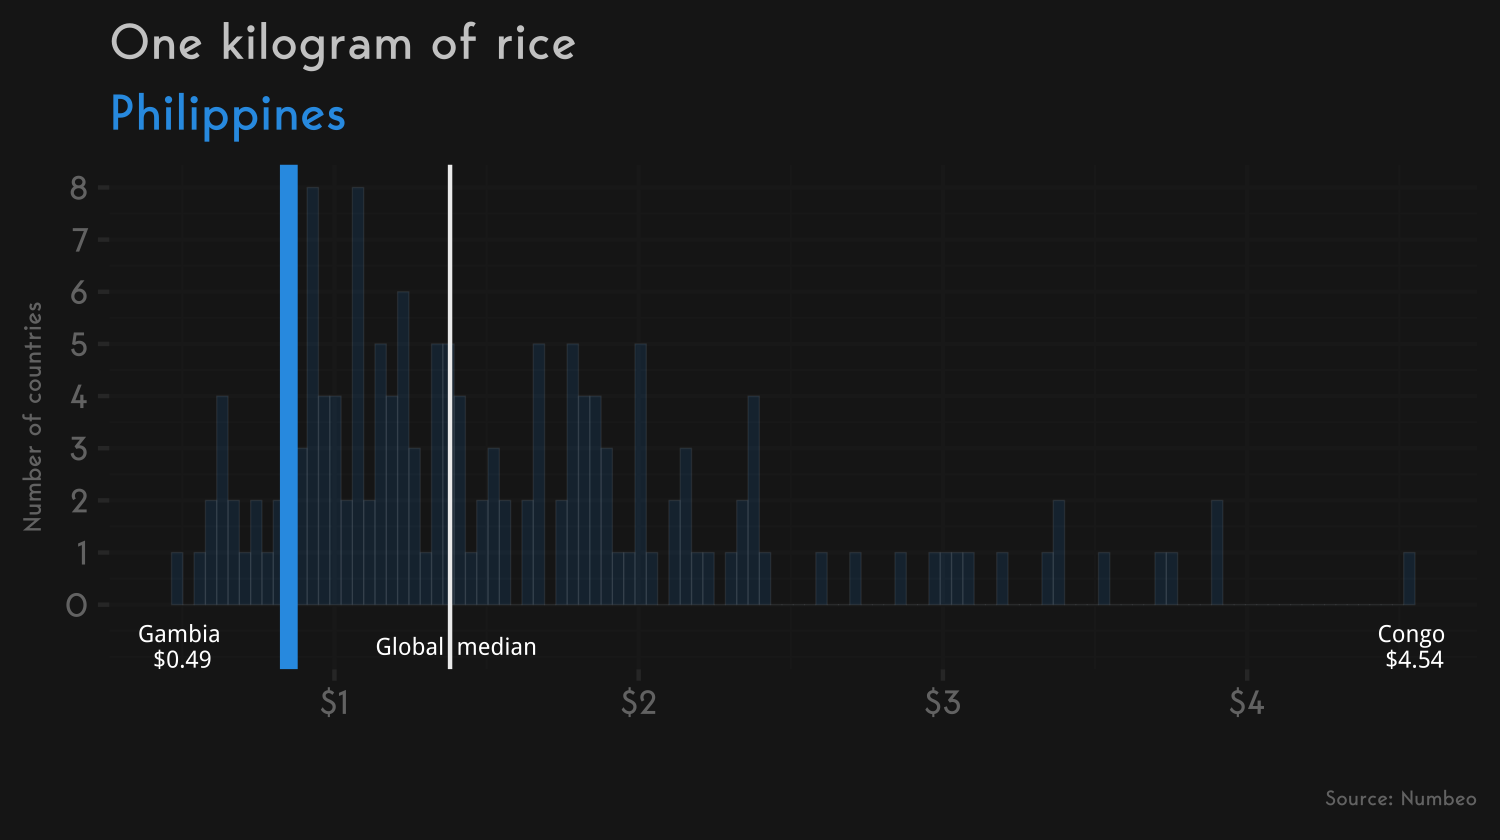 One kilogram of rice
Philippines
Number of countries
8
7
6
5
4
3
2
1
0
Gambia
$0.49
Global median
Congo
$4.54
$1 $2 $3 $4
Source: Numbeo